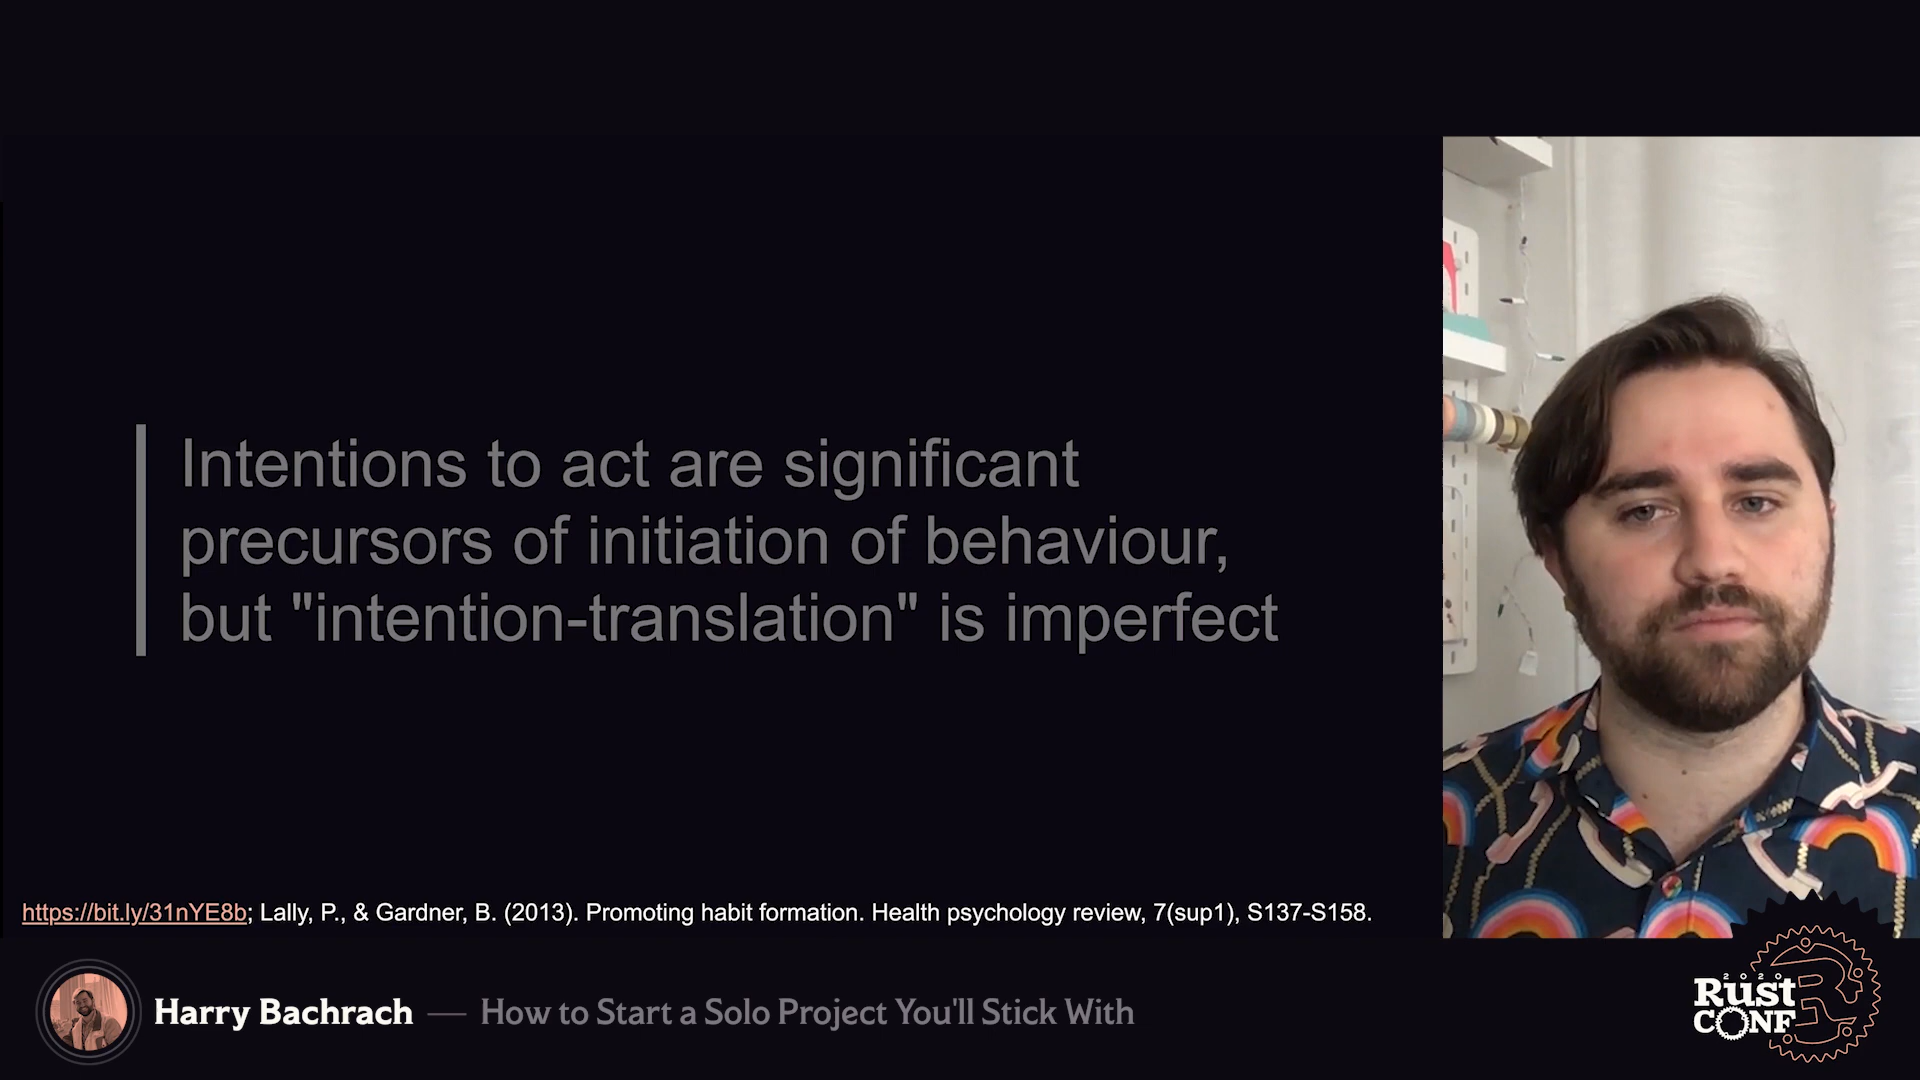 Intentions to act are significant
precursors of initiation of behaviour,
but "intention-translation" is imperfect
https://bit.ly/31nYE8b; Lally, P., & Gardner, B. (2013). Promoting habit formation. Health psychology review, 7(sup1), S137-S158.
Harry Bachrach — How to Start a Solo Project You'll Stick With
2020
Rust
CONF